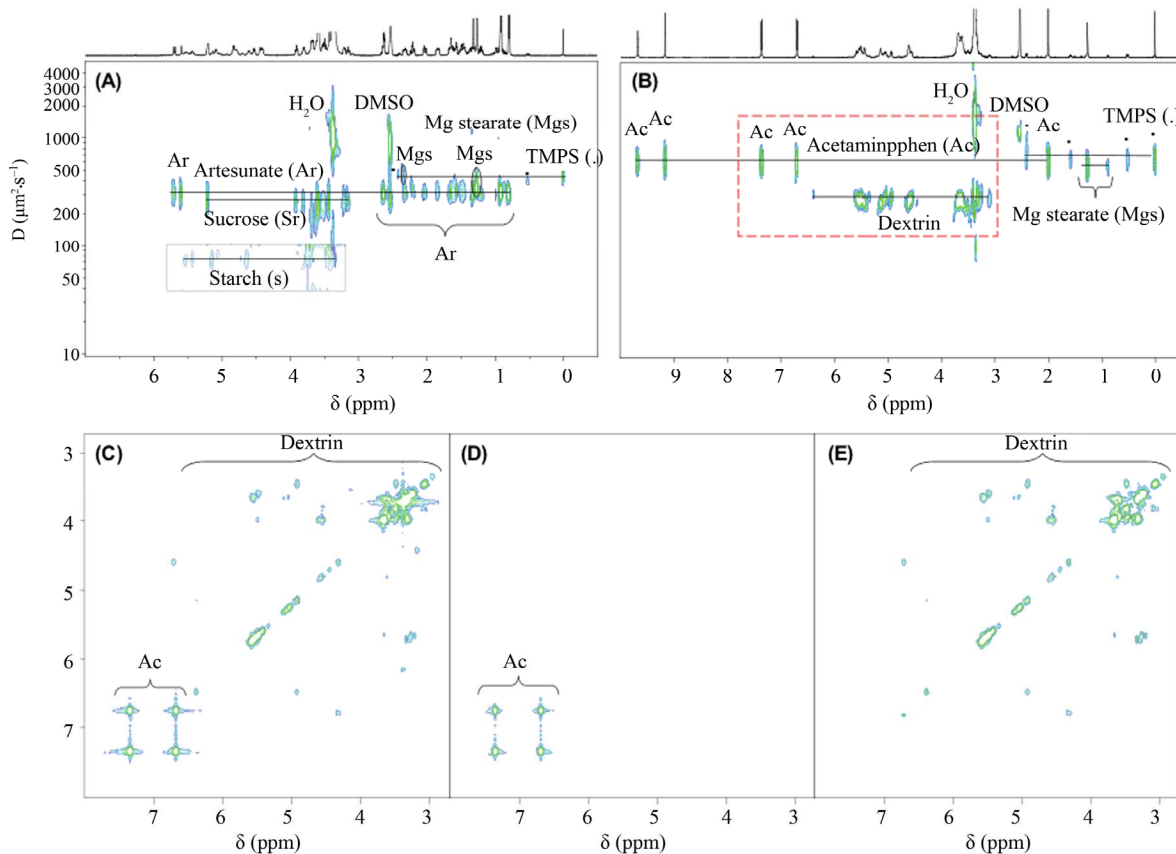 (A)
D (µm²·s⁻¹)
4000
3000
2000
1000
500
200
100
50
10
H₂O
DMSO
Mg stearate (Mgs)
Ar
Artesunate (Ar)
Mgs
Mgs
TMPS (.)
Sucrose (Sr)
Ar
Starch (s)
6 5 4 3 2 1 0
δ (ppm)
(B)
H₂O
DMSO
Ac
Ac
Ac
Ac
Ac
TMPS (.)
Acetaminpphen (Ac)
Dextrin
Mg stearate (Mgs)
9 8 7 6 5 4 3 2 1 0
δ (ppm)
(C)
Dextrin
3
4
5
6
7
Ac
7 6 5 4 3
δ (ppm)
(D)
Ac
7 6 5 4 3
δ (ppm)
(E)
Dextrin
7 6 5 4 3
δ (ppm)